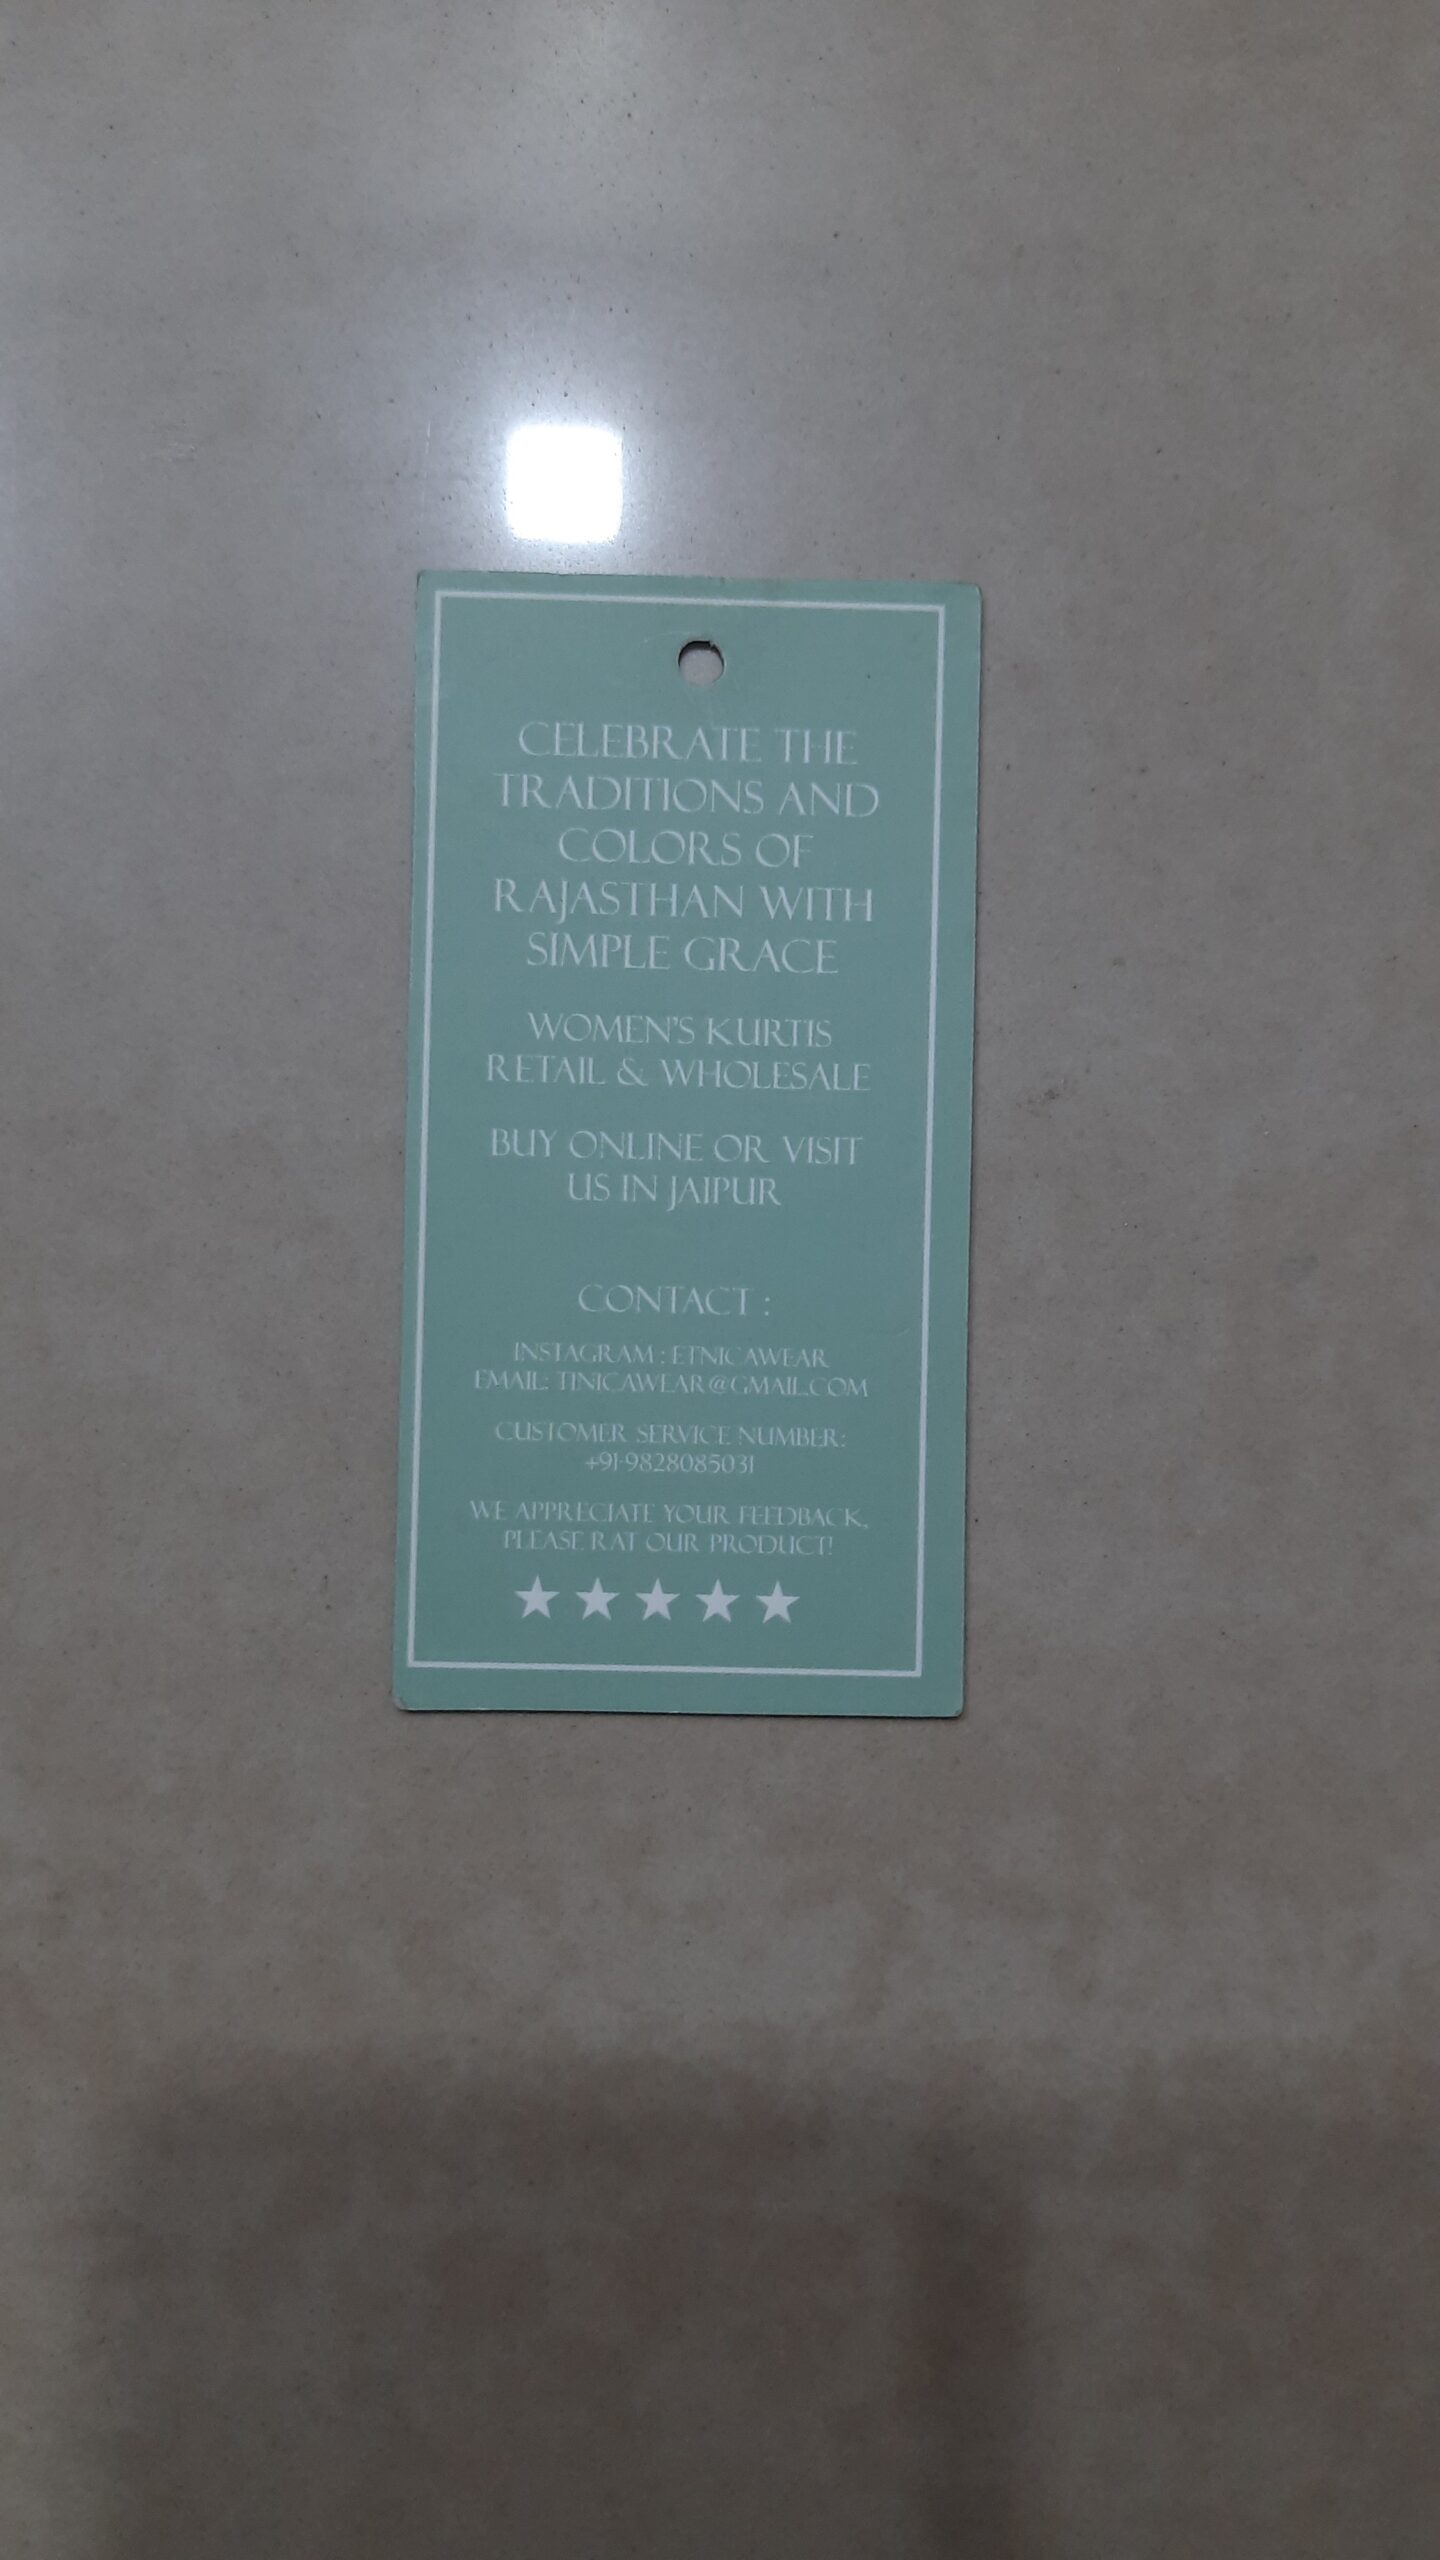 CELEBRATE THE
TRADITIONS AND
COLORS OF
RAJASTHAN WITH
SIMPLE GRACE
WOMEN'S KURTIS
RETAIL & WHOLESALE
BUY ONLINE OR VISIT
US IN JAIPUR
CONTACT :
INSTAGRAM : ETNICAWEAR
EMAIL: TINICAWEAR@GMAIL.COM
CUSTOMER SERVICE NUMBER:
+91-9828085031
WE APPRECIATE YOUR FEEDBACK,
PLEASE RAT OUR PRODUCT!